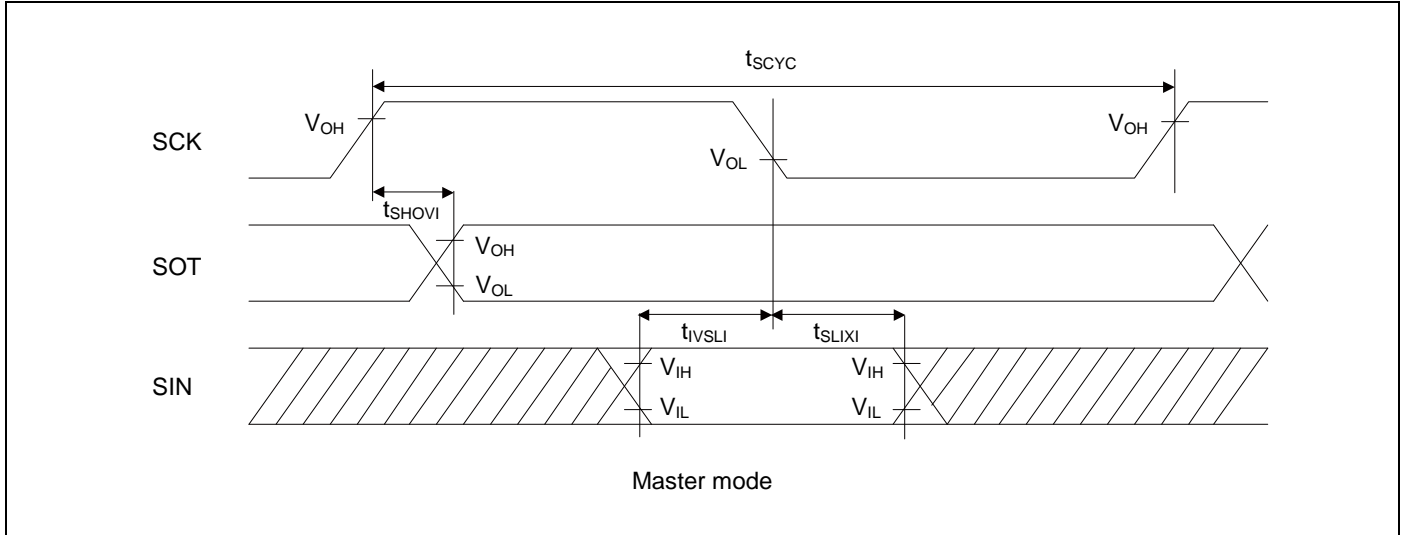 tSCYC
SCK
VOH
VOL
VOH
tSHOVI
SOT
VOH
VOL
tIVSLI
tSLIXI
SIN
VIH
VIH
VIL
VIL
Master mode